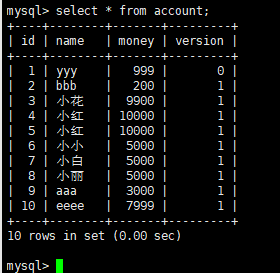 mysql> select * from account;
+----+------+-------+---------+
| id | name | money | version |
+----+------+-------+---------+
| 1 | yyy | 999 | 0 |
| 2 | bbb | 200 | 1 |
| 3 | 小花 | 9900 | 1 |
| 4 | 小红 | 10000 | 1 |
| 5 | 小红 | 10000 | 1 |
| 6 | 小小 | 5000 | 1 |
| 7 | 小白 | 5000 | 1 |
| 8 | 小丽 | 5000 | 1 |
| 9 | aaa | 3000 | 1 |
| 10 | eeee | 7999 | 1 |
+----+------+-------+---------+
10 rows in set (0.00 sec)
mysql>